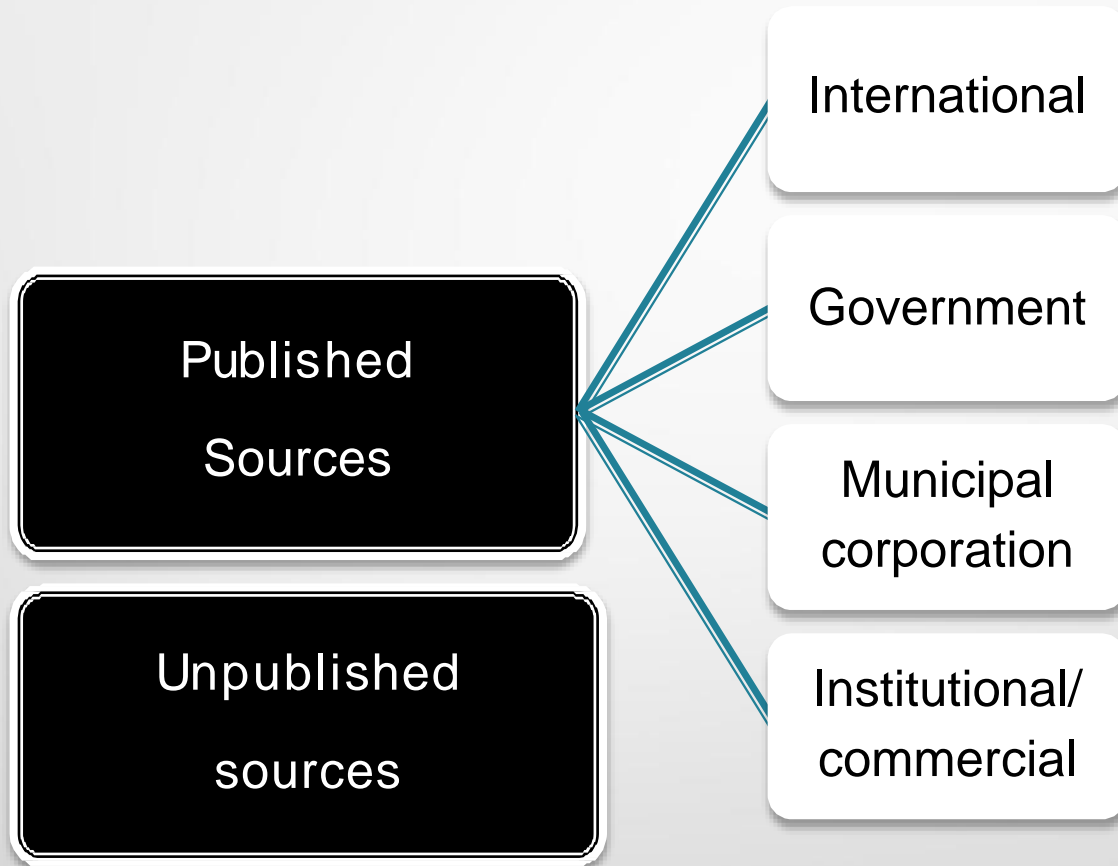 Published
Sources
Unpublished
sources
International
Government
Municipal
corporation
Institutional/
commercial